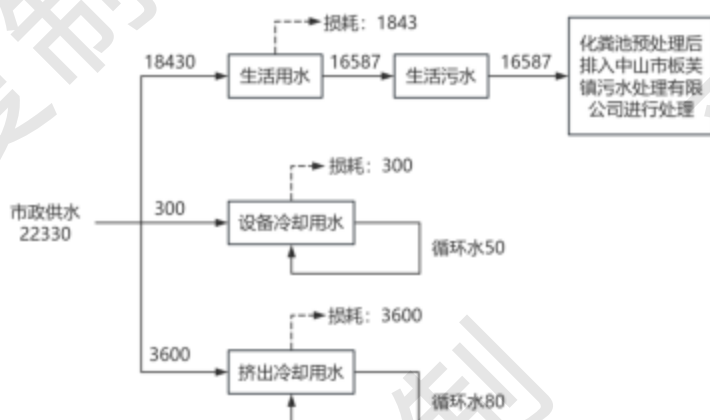 损耗：1843
18430
生活用水
16587
生活污水
16587
化粪池预处理后
排入中山市板芙
镇污水处理有限
公司进行处理
损耗：300
市政供水
22330
300
设备冷却用水
循环水50
损耗：3600
3600
挤出冷却用水
循环水80
制
制